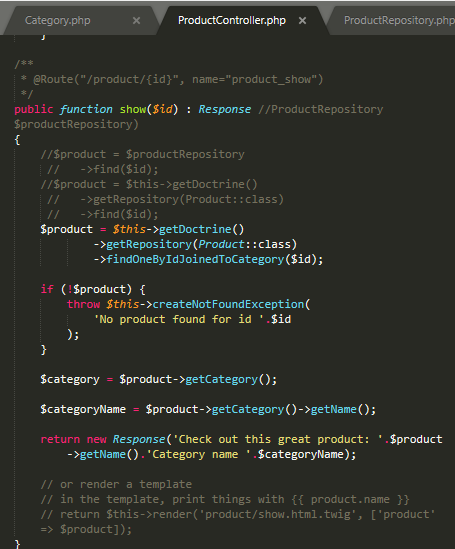 Category.php × ProductController.php × ProductRepository.php
}
/**
 * @Route("/product/{id}", name="product_show")
 */
public function show($id) : Response //ProductRepository
$productRepository)
{
    //$product = $productRepository
     //   ->find($id);
    //$product = $this->getDoctrine()
     //   ->getRepository(Product::class)
     //   ->find($id);
    $product = $this->getDoctrine()
            ->getRepository(Product::class)
            ->findOneByIdJoinedToCategory($id);
    if (!$product) {
        throw $this->createNotFoundException(
            'No product found for id '.$id
        );
    }
    $category = $product->getCategory();
    $categoryName = $product->getCategory()->getName();
    return new Response('Check out this great product: '.$product
        ->getName().'Category name '.$categoryName);
    // or render a template
    // in the template, print things with {{ product.name }}
    // return $this->render('product/show.html.twig', ['product'
    => $product]);
}